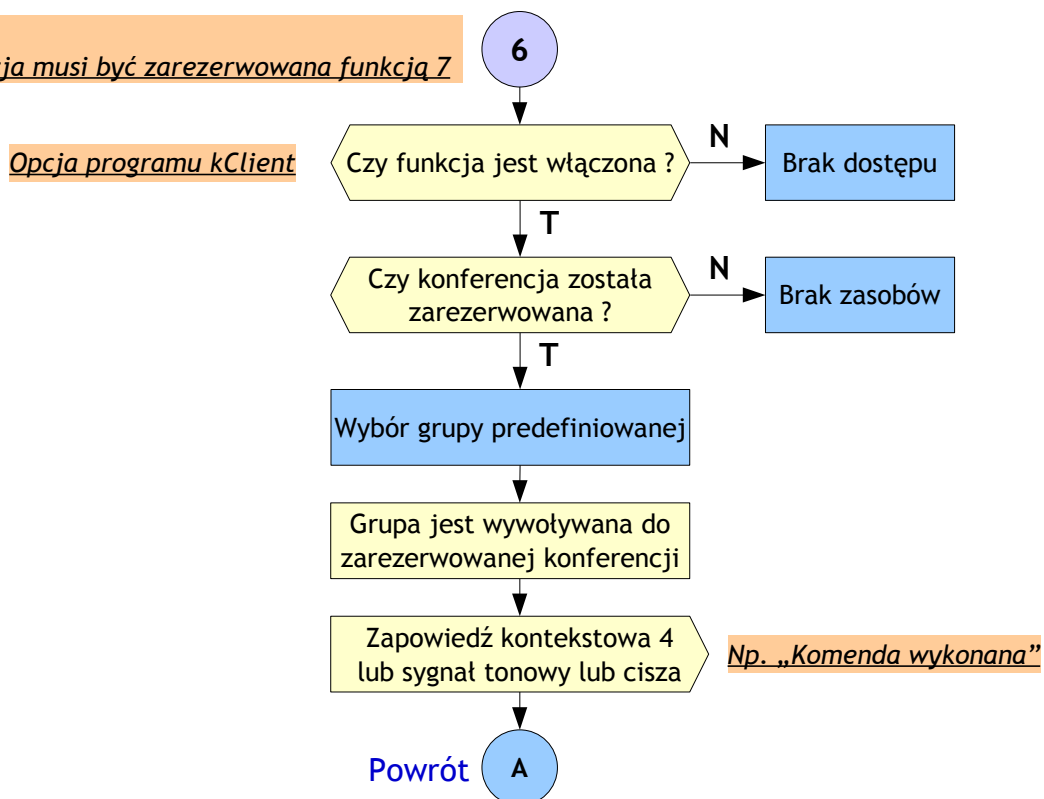 6
ja musi być zarezerwowana funkcją 7
Opcja programu kClient
Czy funkcja jest włączona ?
N
Brak dostępu
T
Czy konferencja została
zarezerwowana ?
N
Brak zasobów
T
Wybór grupy predefiniowanej
Grupa jest wywoływana do
zarezerwowanej konferencji
Zapowiedź kontekstowa 4
lub sygnał tonowy lub cisza
Np. „Komenda wykonana”
Powrót
A